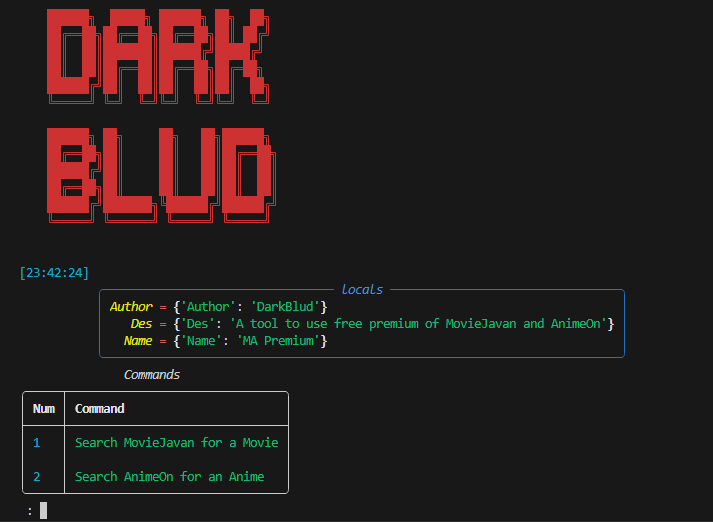 DARK
BLUD
[23:42:24]
locals
Author = {'Author': 'DarkBlud'}
Des = {'Des': 'A tool to use free premium of MovieJavan and AnimeOn'}
Name = {'Name': 'MA Premium'}
Commands
Num Command
1 Search MovieJavan for a Movie
2 Search AnimeOn for an Anime
: